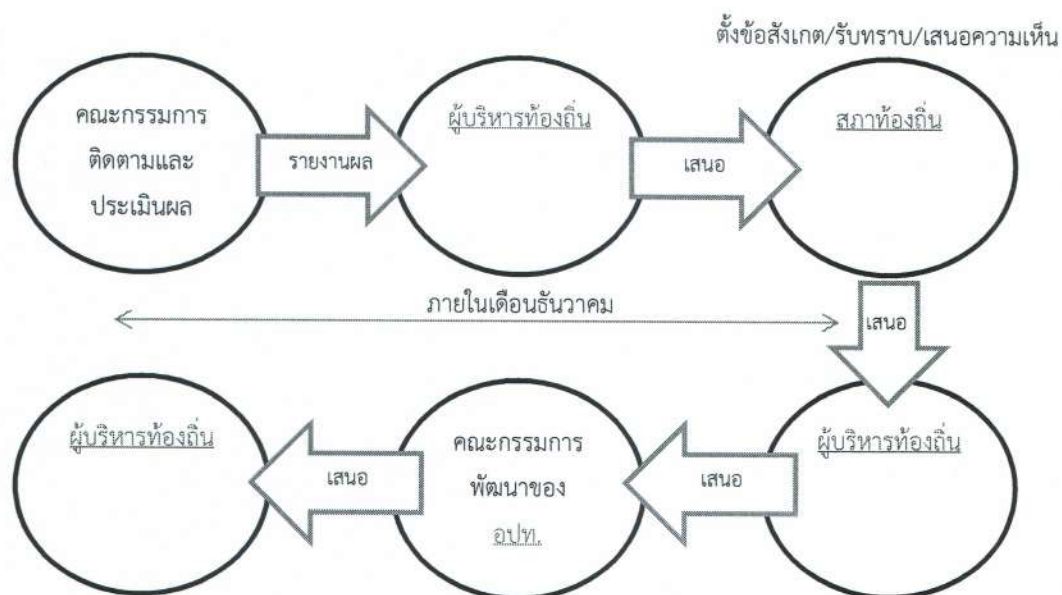 ตั้งข้อสังเกต/รับทราบ/เสนอความเห็น
คณะกรรมการ
ติดตามและ
ประเมินผล
รายงานผล
ผู้บริหารท้องถิ่น
เสนอ
สภาท้องถิ่น
ภายในเดือนธันวาคม
เสนอ
ผู้บริหารท้องถิ่น
เสนอ
คณะกรรมการ
พัฒนาของ
อปท.
เสนอ
ผู้บริหารท้องถิ่น